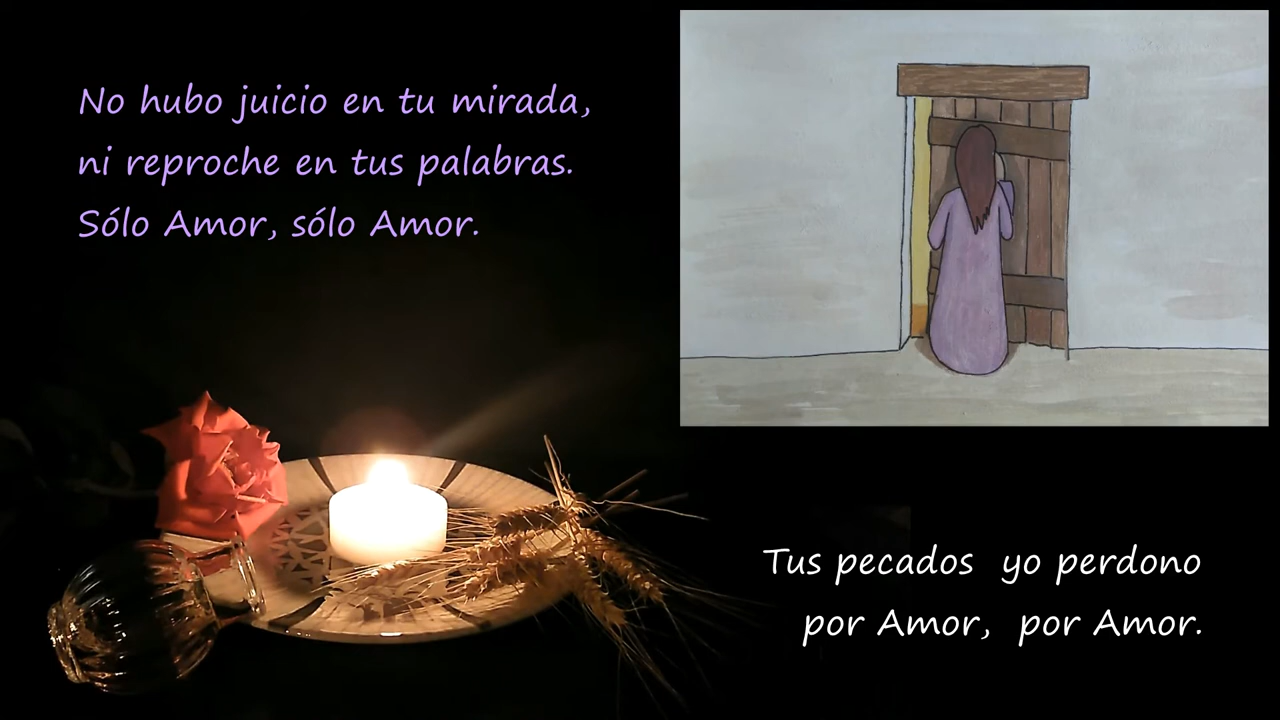 No hubo juicio en tu mirada,
ni reproche en tus palabras.
Sólo Amor, sólo Amor.
Tus pecados yo perdono
por Amor, por Amor.